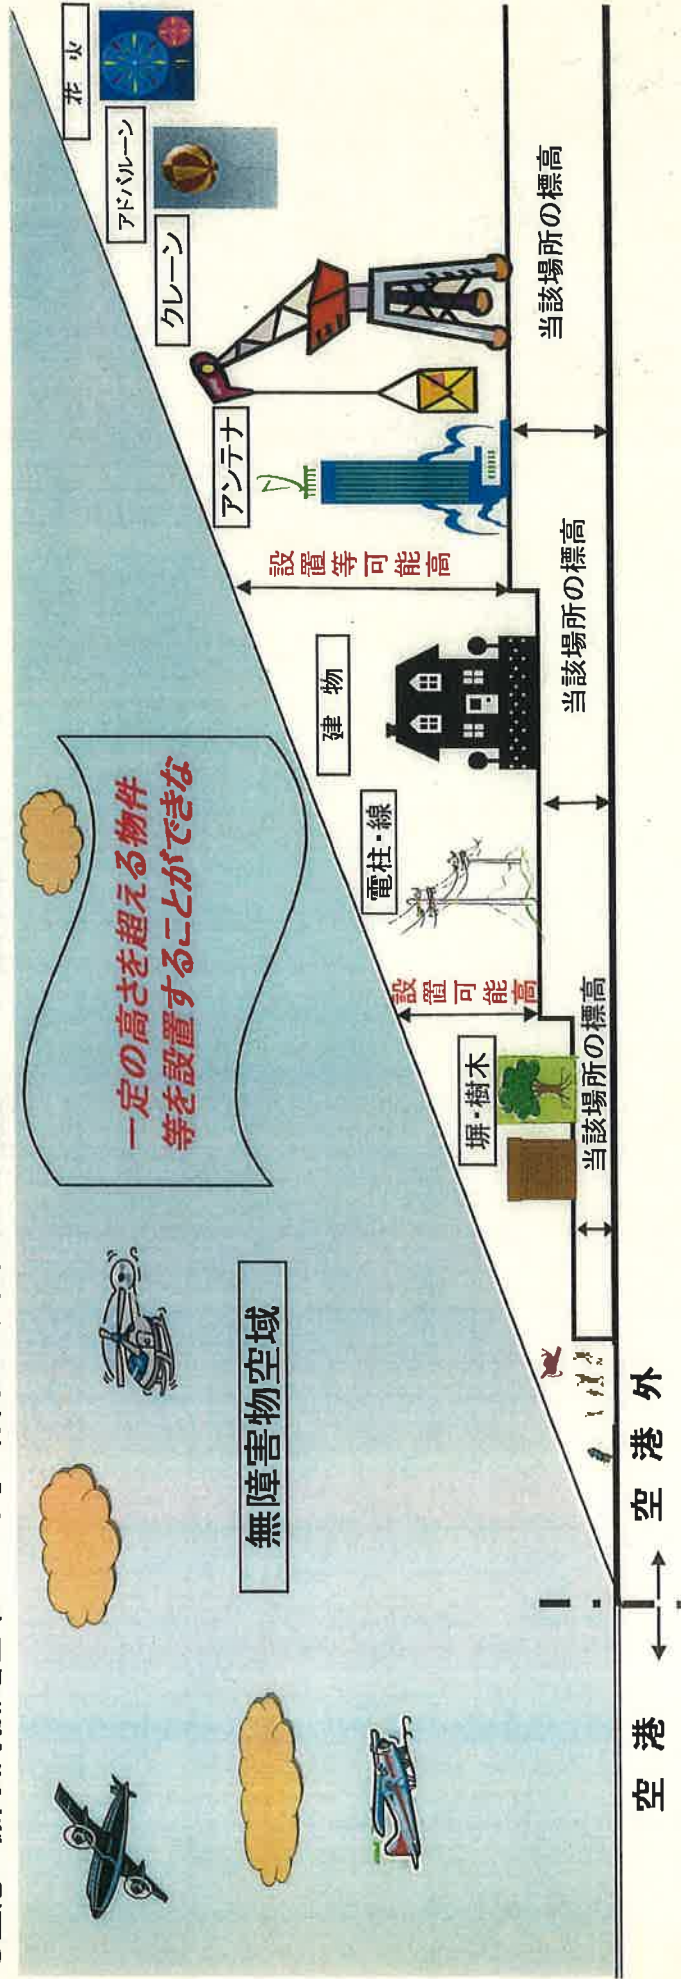 無障害物空域
一定の高さを超える物件
等を設置することができな
花火
アドバルーン
クレーン
アンテナ
設置等可能高
建物
電柱・線
設置可能高
塀・樹木
当該場所の標高
当該場所の標高
当該場所の標高
空港
空港外